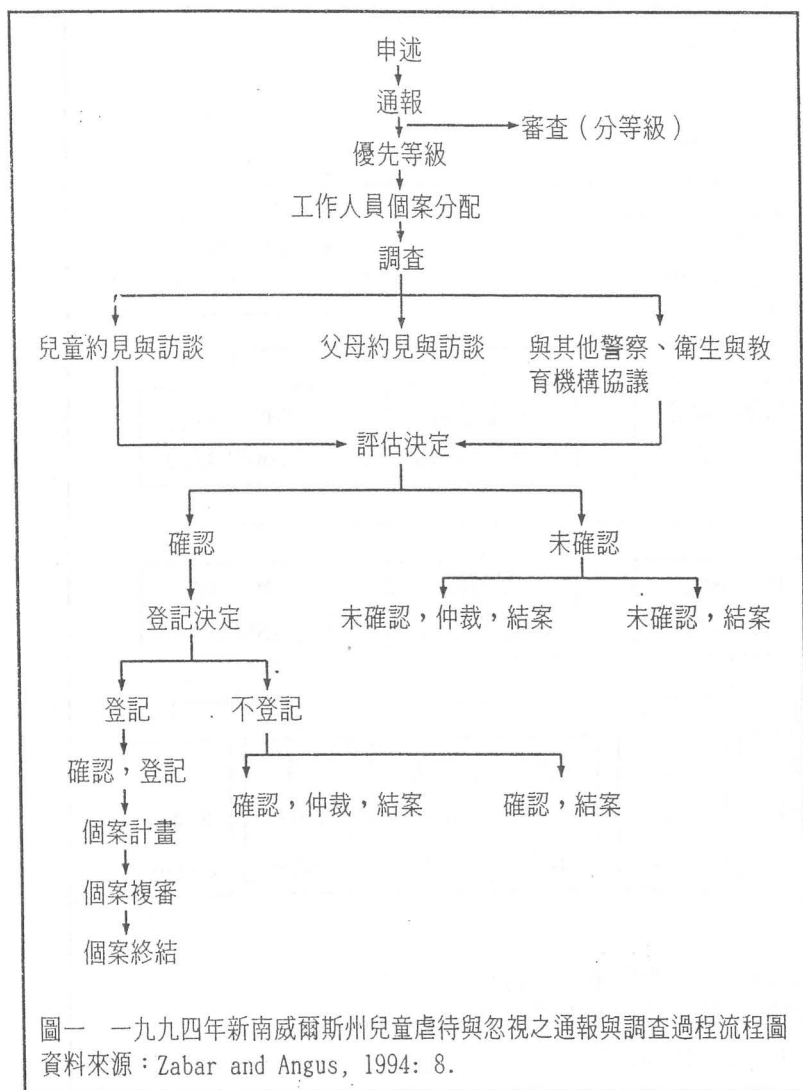 申述
通報
審查（分等級）
優先等級
工作人員個案分配
調查
兒童約見與訪談
父母約見與訪談
與其他警察、衛生與教
育機構協議
評估決定
確認
未確認
登記決定
未確認，仲裁，結案
未確認，結案
登記
不登記
確認，登記
確認，仲裁，結案
確認，結案
個案計畫
個案複審
個案終結
圖一　一九九四年新南威爾斯州兒童虐待與忽視之通報與調查過程流程圖
資料來源：Zabar and Angus, 1994: 8.